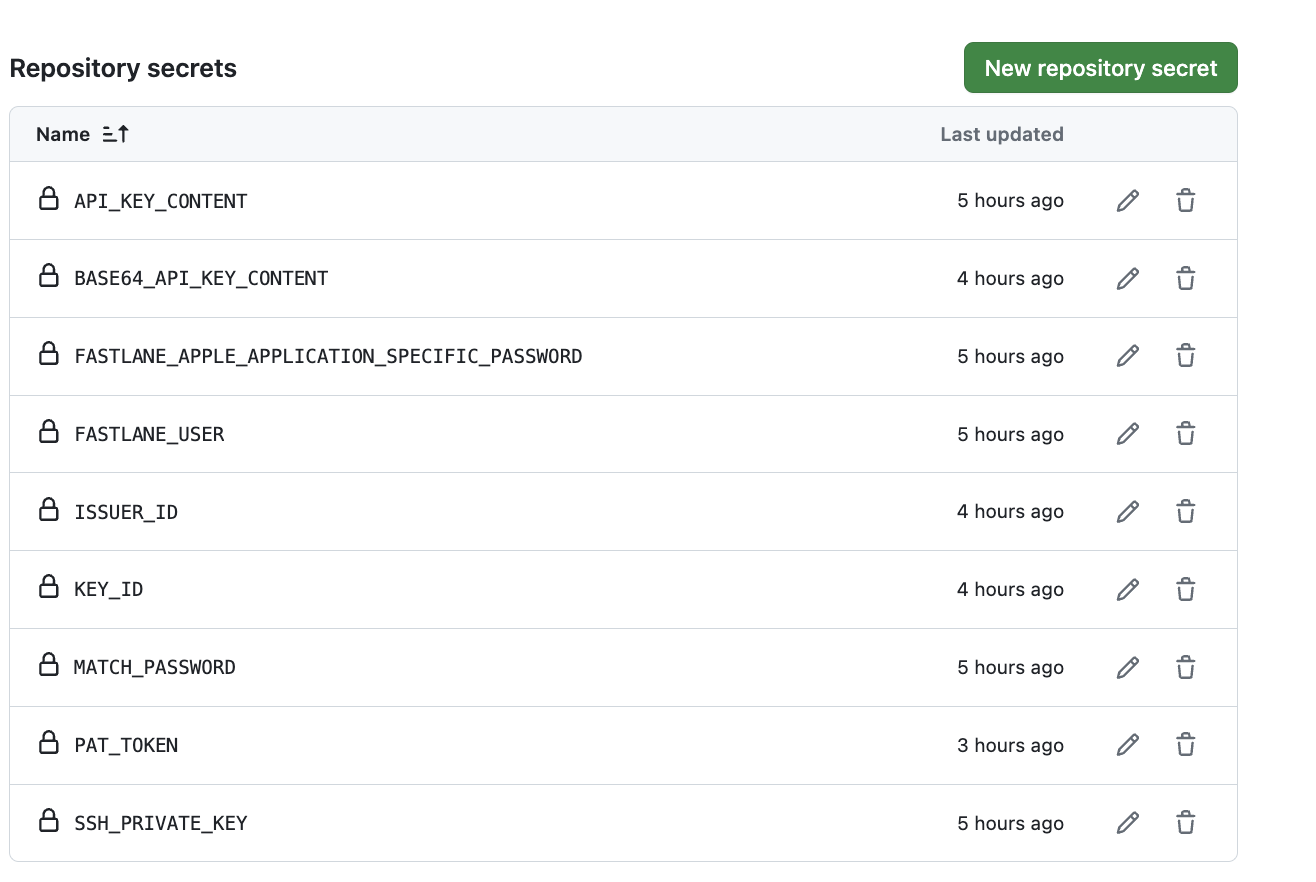 Repository secrets
New repository secret
Name
Last updated
API_KEY_CONTENT 5 hours ago
BASE64_API_KEY_CONTENT 4 hours ago
FASTLANE_APPLE_APPLICATION_SPECIFIC_PASSWORD 5 hours ago
FASTLANE_USER 5 hours ago
ISSUER_ID 4 hours ago
KEY_ID 4 hours ago
MATCH_PASSWORD 5 hours ago
PAT_TOKEN 3 hours ago
SSH_PRIVATE_KEY 5 hours ago